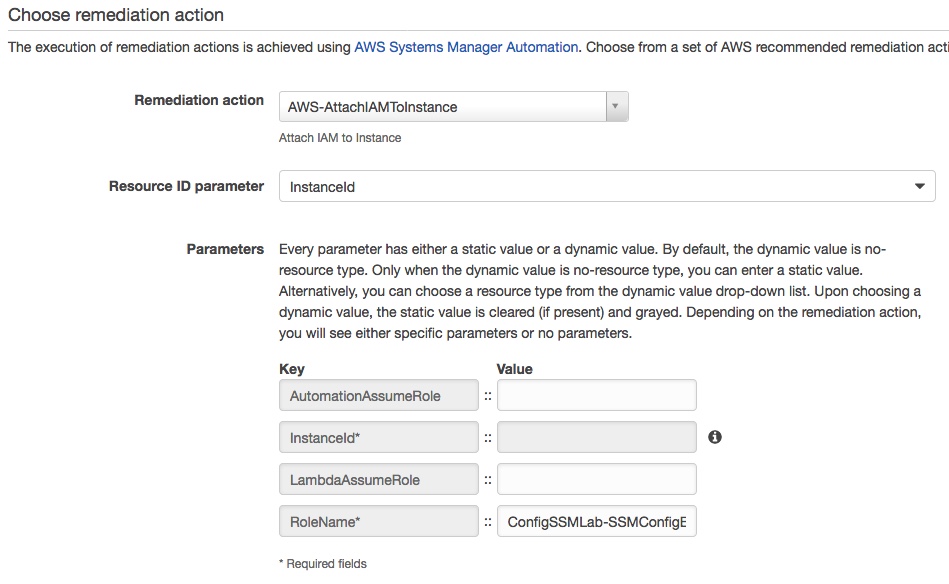 Choose remediation action
The execution of remediation actions is achieved using AWS Systems Manager Automation. Choose from a set of AWS recommended remediation acti
Remediation action
AWS-AttachIAMToInstance
Attach IAM to Instance
Resource ID parameter
InstanceId
Parameters
Every parameter has either a static value or a dynamic value. By default, the dynamic value is no-
resource type. Only when the dynamic value is no-resource type, you can enter a static value.
Alternatively, you can choose a resource type from the dynamic value drop-down list. Upon choosing a
dynamic value, the static value is cleared (if present) and grayed. Depending on the remediation action,
you will see either specific parameters or no parameters.
Key Value
AutomationAssumeRole ::
InstanceId* ::
LambdaAssumeRole ::
RoleName* :: ConfigSSMLab-SSMConfigE
* Required fields